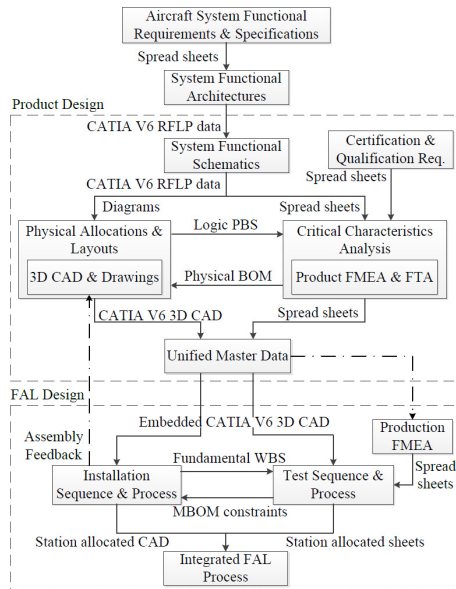 Aircraft System Functional
Requirements & Specifications
Spread sheets
System Functional
Architectures
Product Design
CATIA V6 RFLP data
System Functional
Schematics
Certification &
Qualification Req.
CATIA V6 RFLP data
Spread sheets
Diagrams
Spread sheets
Physical Allocations &
Layouts
3D CAD & Drawings
Logic PBS
Physical BOM
Critical Characteristics
Analysis
Product FMEA & FTA
CATIA V6 3D CAD
Spread sheets
Unified Master Data
FAL Design
Embedded CATIA V6 3D CAD
Production
FMEA
Assembly
Feedback
Fundamental WBS
Spread
sheets
Installation
Sequence & Process
Test Sequence &
Process
MBOM constraints
Station allocated CAD
Station allocated sheets
Integrated FAL
Process